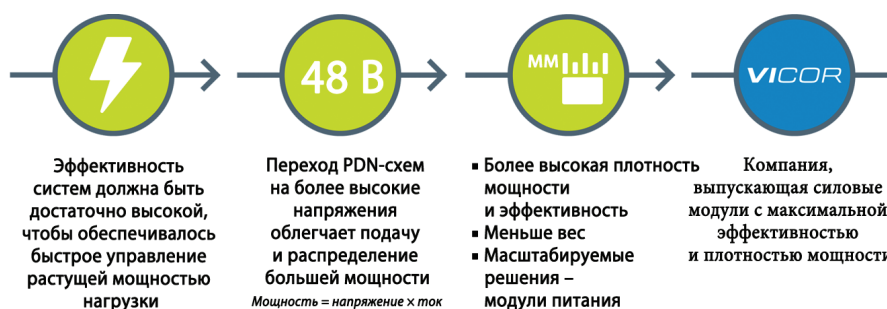 48 В
ММ
VICOR
Эффективность
систем должна быть
достаточно высокой,
чтобы обеспечивалось
быстрое управление
растущей мощностью
нагрузки
Переход PDN-схем
на более высокие
напряжения
облегчает подачу
и распределение
большей мощности
Мощность = напряжение × ток
▪ Более высокая плотность
мощности
и эффективность
▪ Меньше вес
▪ Масштабируемые
решения –
модули питания
Компания,
выпускающая силовые
модули с максимальной
эффективностью
и плотностью мощности